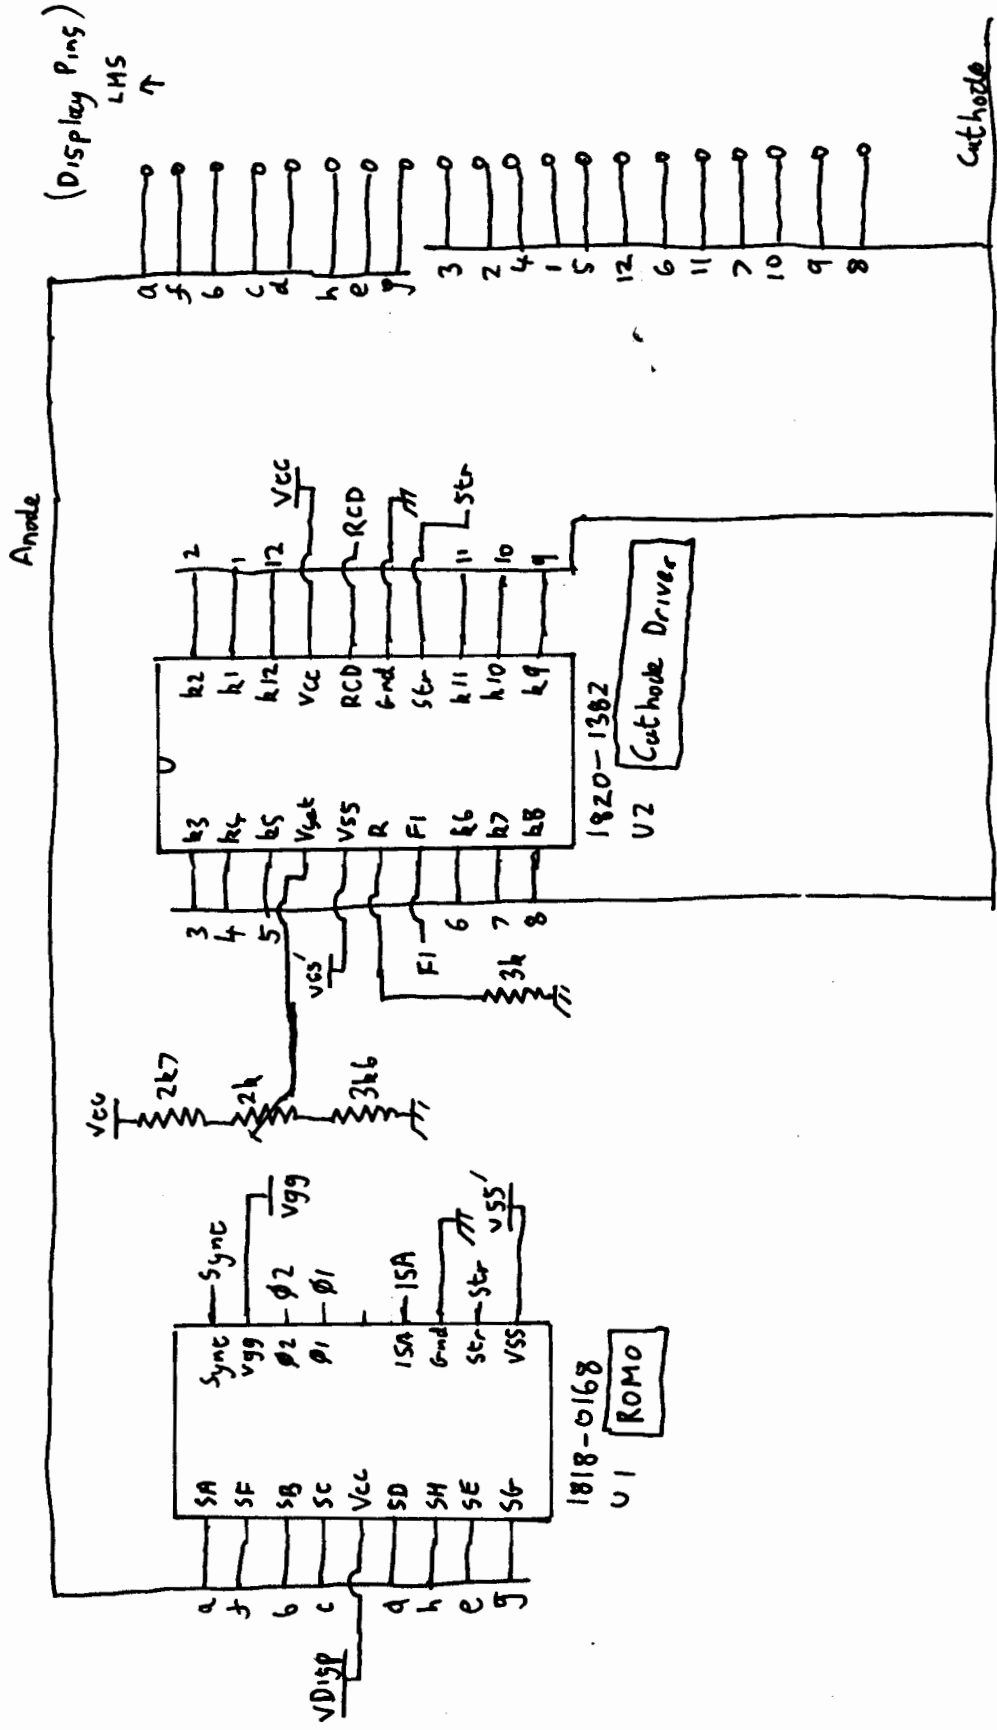 (Display Pins)
LHS
Anode
a
f
b
c
d
h
e
g
3
2
4
1
5
12
6
11
7
10
9
8
Cathode
Vcc
RCD
Str
2
1
12
11
10
9
k2
k1
k12
Vcc
RCD
Gnd
Str
k11
k10
k9
k3
k4
k5
Vbat
VSS
R
F1
k6
k7
k8
1820-1382
U2
Cathode Driver
3
4
5
VSS'
F1
6
7
8
3k
Vcc
2k7
2k
3k6
Sync
Vgg
ø2
ø1
ISA
Str
VSS'
Sync
Vgg
ø2
ø1
ISA
Gnd
Str
VSS
SA
SF
SB
SC
Vcc
SD
SH
SE
SG
1818-0168
U1
ROM0
a
f
b
c
d
h
e
g
VDisp